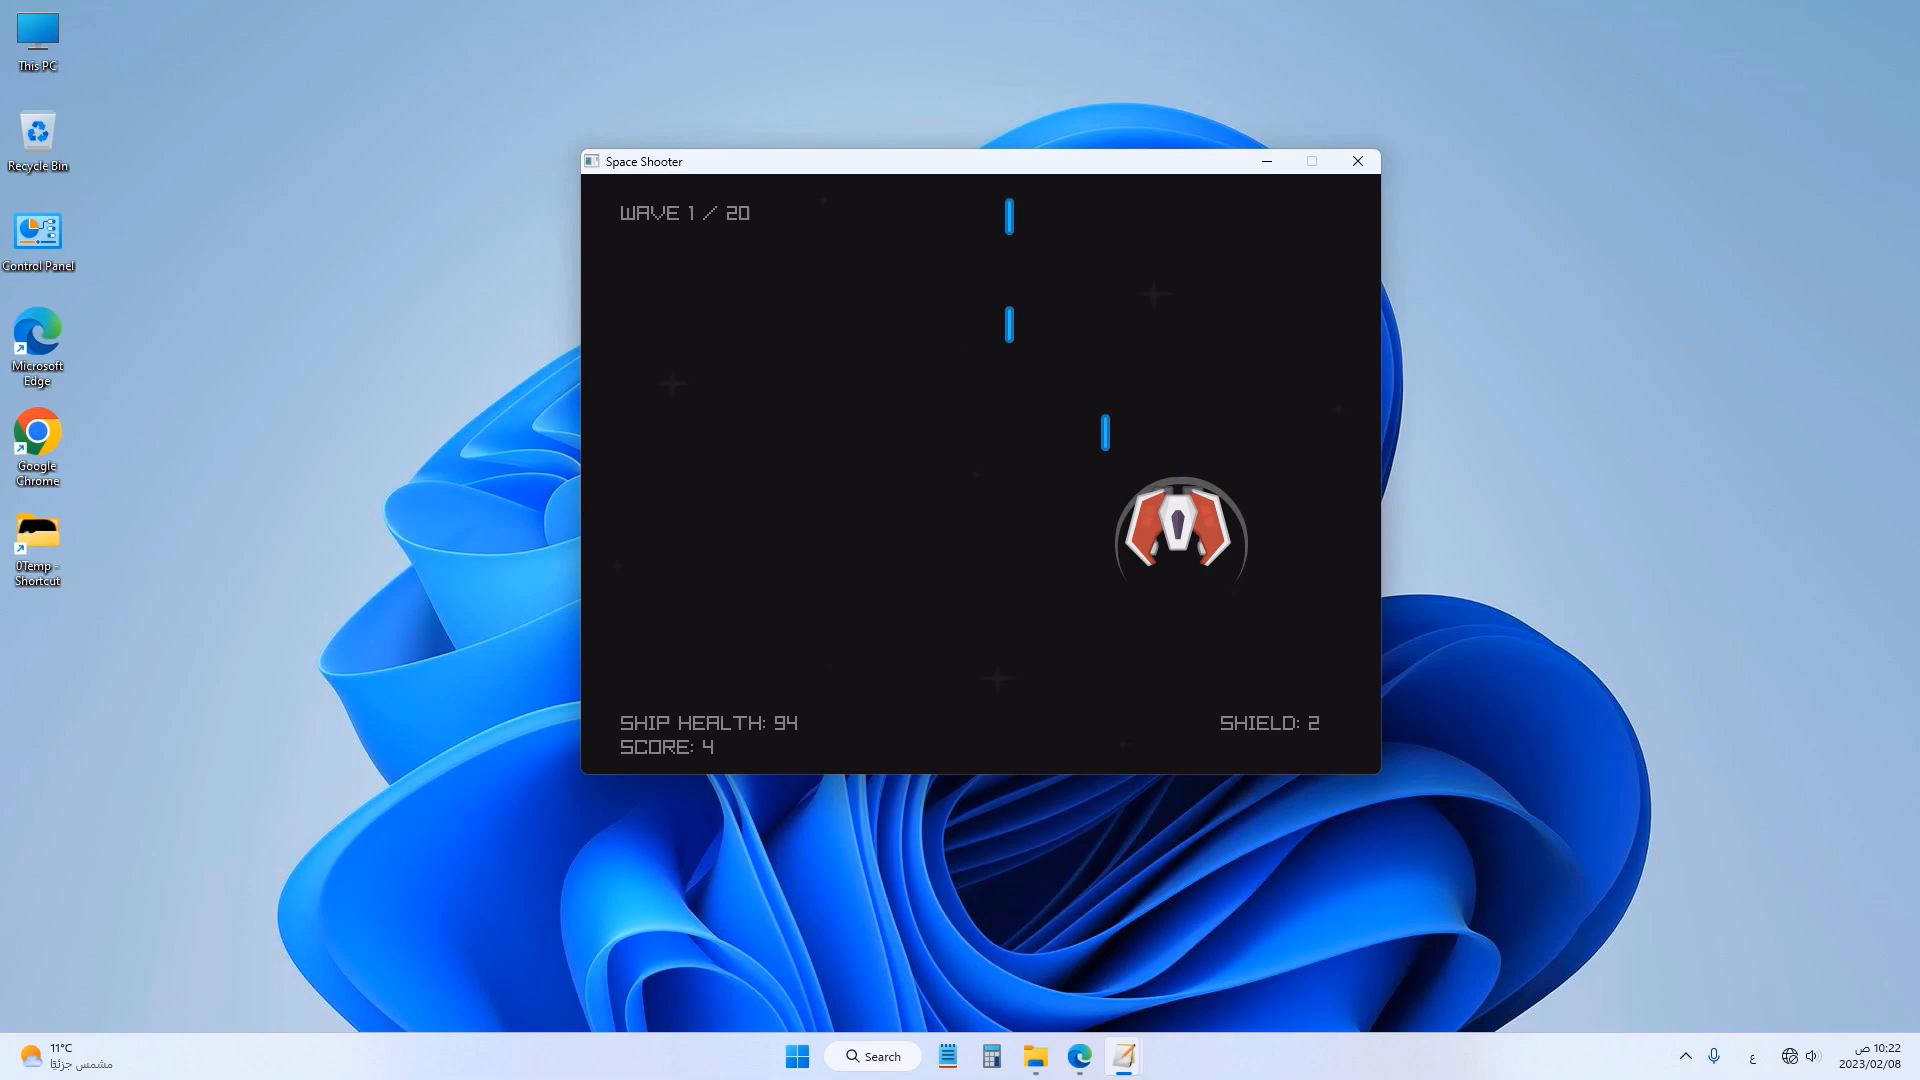 This PC
Recycle Bin
Control Panel
Microsoft
Edge
Google
Chrome
0Temp -
Shortcut
Space Shooter
WAVE 1 / 20
SHIP HEALTH: 94
SCORE: 4
SHIELD: 2
11°C
مشمس جزئيًا
Search
ع
10:22 ص
2023/02/08